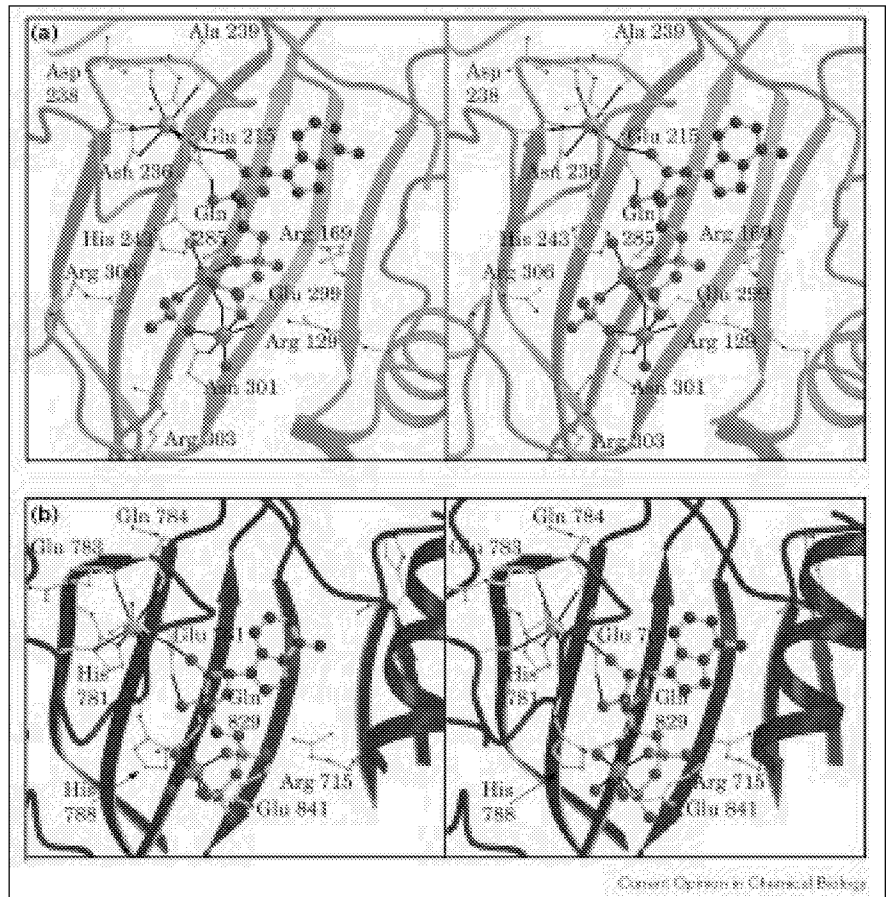 (a)
Ala 239
Asp
238
Glu 215
Asn 236
Gln
285
His 243
Arg 169
Arg 306
Glu 299
Arg 129
Asn 301
Arg 303
Ala 239
Asp
238
Glu 215
Asn 236
Gln
285
His 243
Arg 169
Arg 306
Glu 299
Arg 129
Asn 301
Arg 303
(b)
Gln 784
Gln 783
His
781
Gln
829
His
788
Arg 715
Glu 841
Gln 784
Glu
His
781
Gln
829
His
788
Arg 715
Glu 841
Current Opinion in Chemical Biology